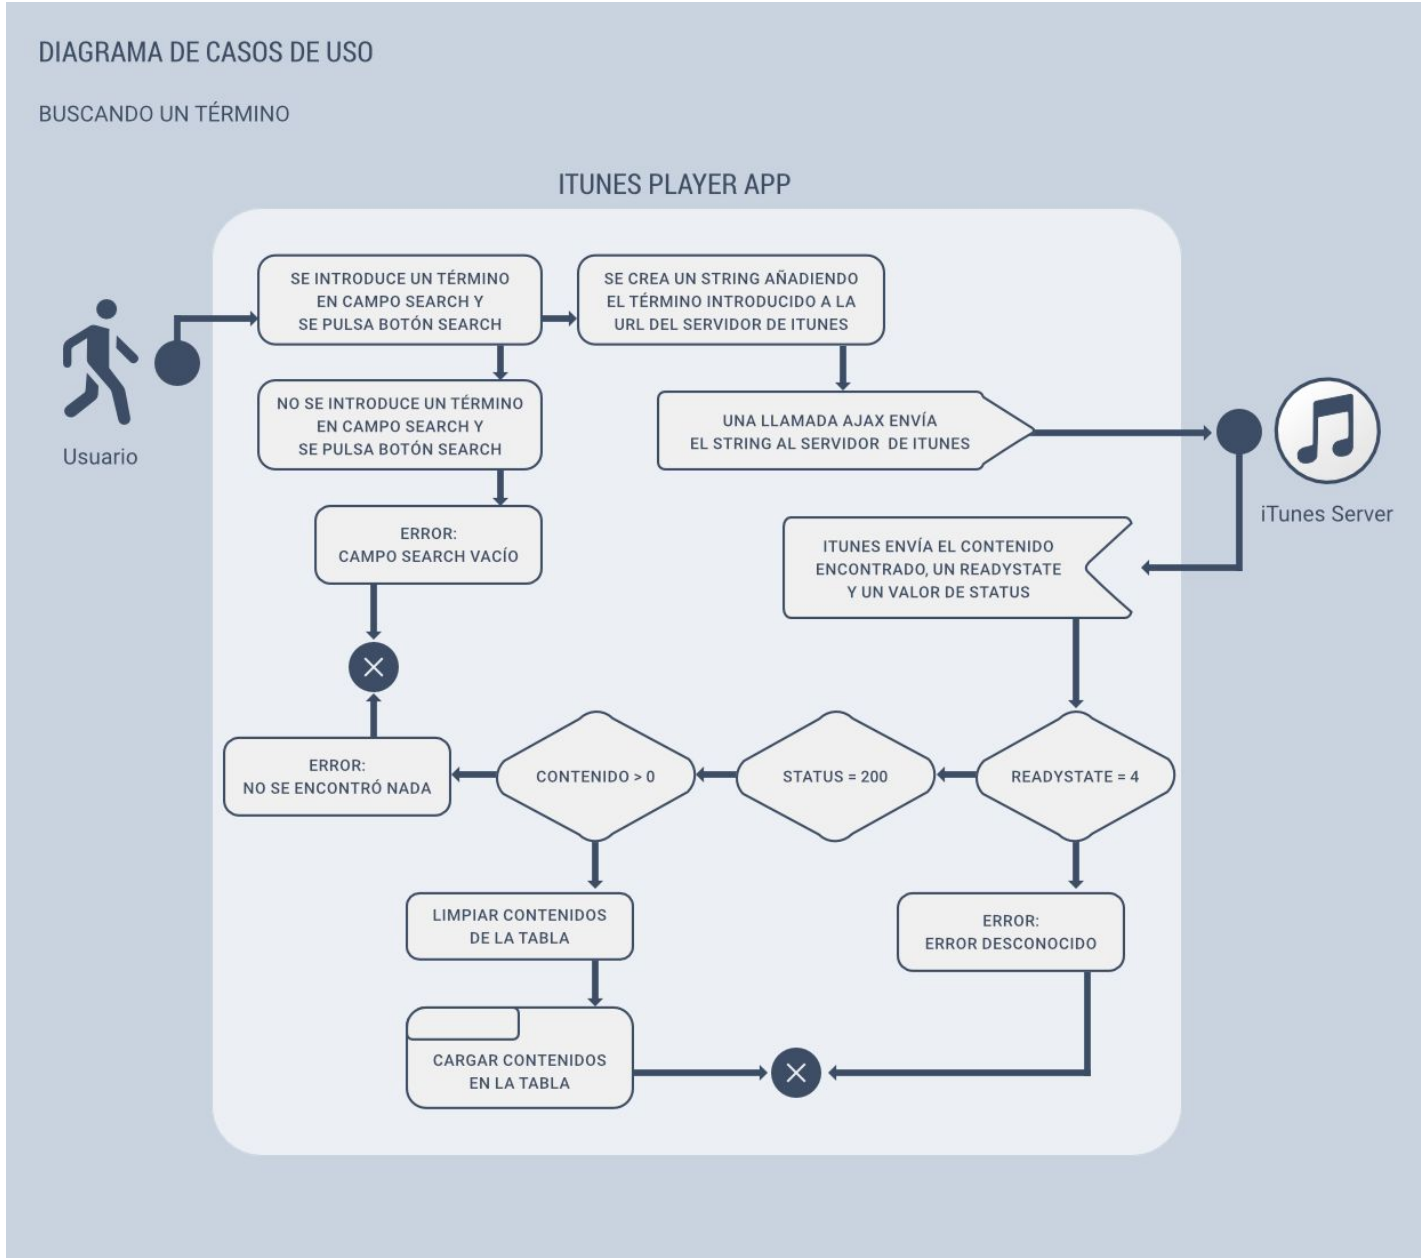 DIAGRAMA DE CASOS DE USO
BUSCANDO UN TÉRMINO
ITUNES PLAYER APP
SE INTRODUCE UN TÉRMINO
EN CAMPO SEARCH Y
SE PULSA BOTÓN SEARCH
SE CREA UN STRING AÑADIENDO
EL TÉRMINO INTRODUCIDO A LA
URL DEL SERVIDOR DE ITUNES
Usuario
NO SE INTRODUCE UN TÉRMINO
EN CAMPO SEARCH Y
SE PULSA BOTÓN SEARCH
UNA LLAMADA AJAX ENVÍA
EL STRING AL SERVIDOR DE ITUNES
iTunes Server
ERROR:
CAMPO SEARCH VACÍO
ITUNES ENVÍA EL CONTENIDO
ENCONTRADO, UN READYSTATE
Y UN VALOR DE STATUS
ERROR:
NO SE ENCONTRÓ NADA
CONTENIDO > 0
STATUS = 200
READYSTATE = 4
LIMPIAR CONTENIDOS
DE LA TABLA
ERROR:
ERROR DESCONOCIDO
CARGAR CONTENIDOS
EN LA TABLA